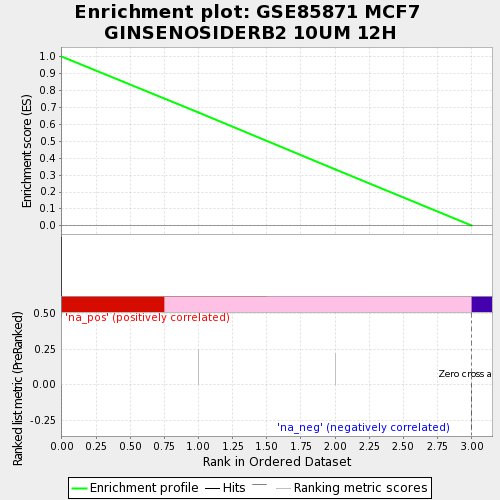 Enrichment plot: GSE85871 MCF7
GINSENOSIDERB2 10UM 12H
Enrichment score (ES)
1.0
0.9
0.8
0.7
0.6
0.5
0.4
0.3
0.2
0.1
0.0
'na_pos' (positively correlated)
Ranked list metric (PreRanked)
0.50
0.25
0.00
-0.25
Zero cross a
'na_neg' (negatively correlated)
0.00 0.25 0.50 0.75 1.00 1.25 1.50 1.75 2.00 2.25 2.50 2.75 3.00
Rank in Ordered Dataset
Enrichment profile Hits Ranking metric scores